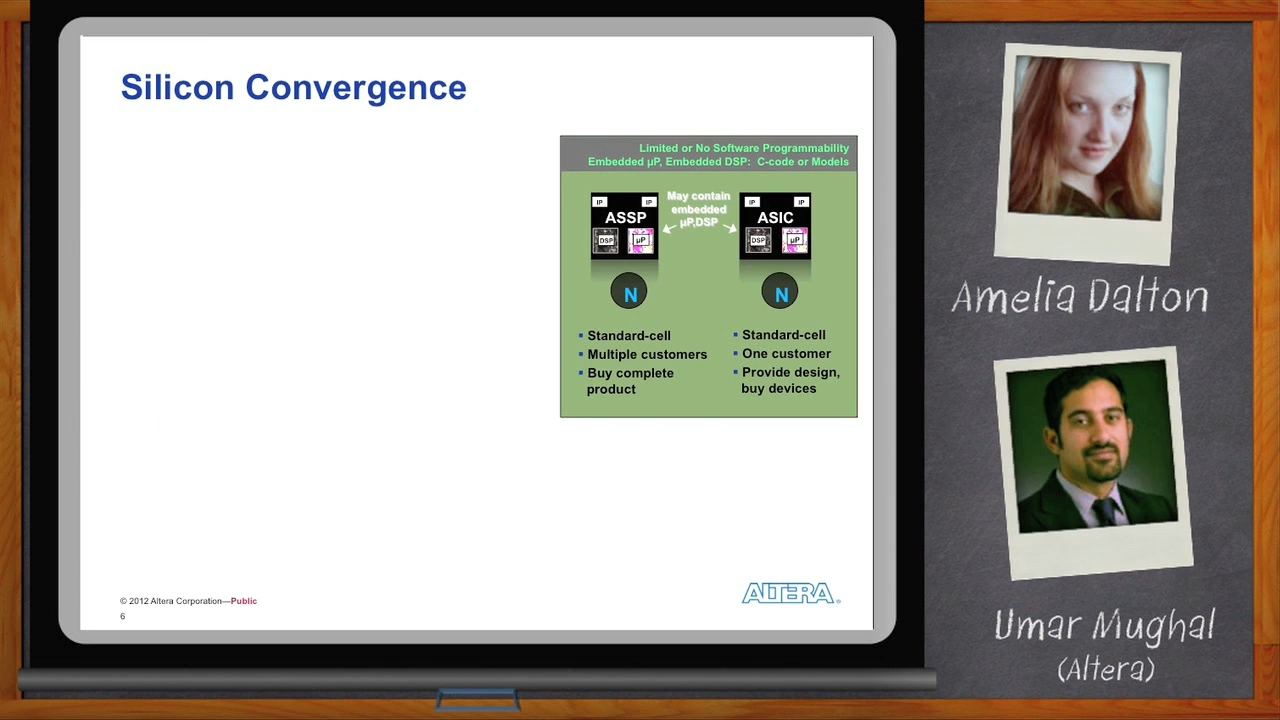 Silicon Convergence
Limited or No Software Programmability
Embedded µP, Embedded DSP: C-code or Models
IP IP
ASSP
DSP µP
N
May contain
embedded
µP,DSP
IP IP
ASIC
DSP µP
N
▪ Standard-cell
▪ Multiple customers
▪ Buy complete
product
▪ Standard-cell
▪ One customer
▪ Provide design,
buy devices
© 2012 Altera Corporation—Public
6
ALTERA®
Amelia Dalton
Umar Mughal
(Altera)